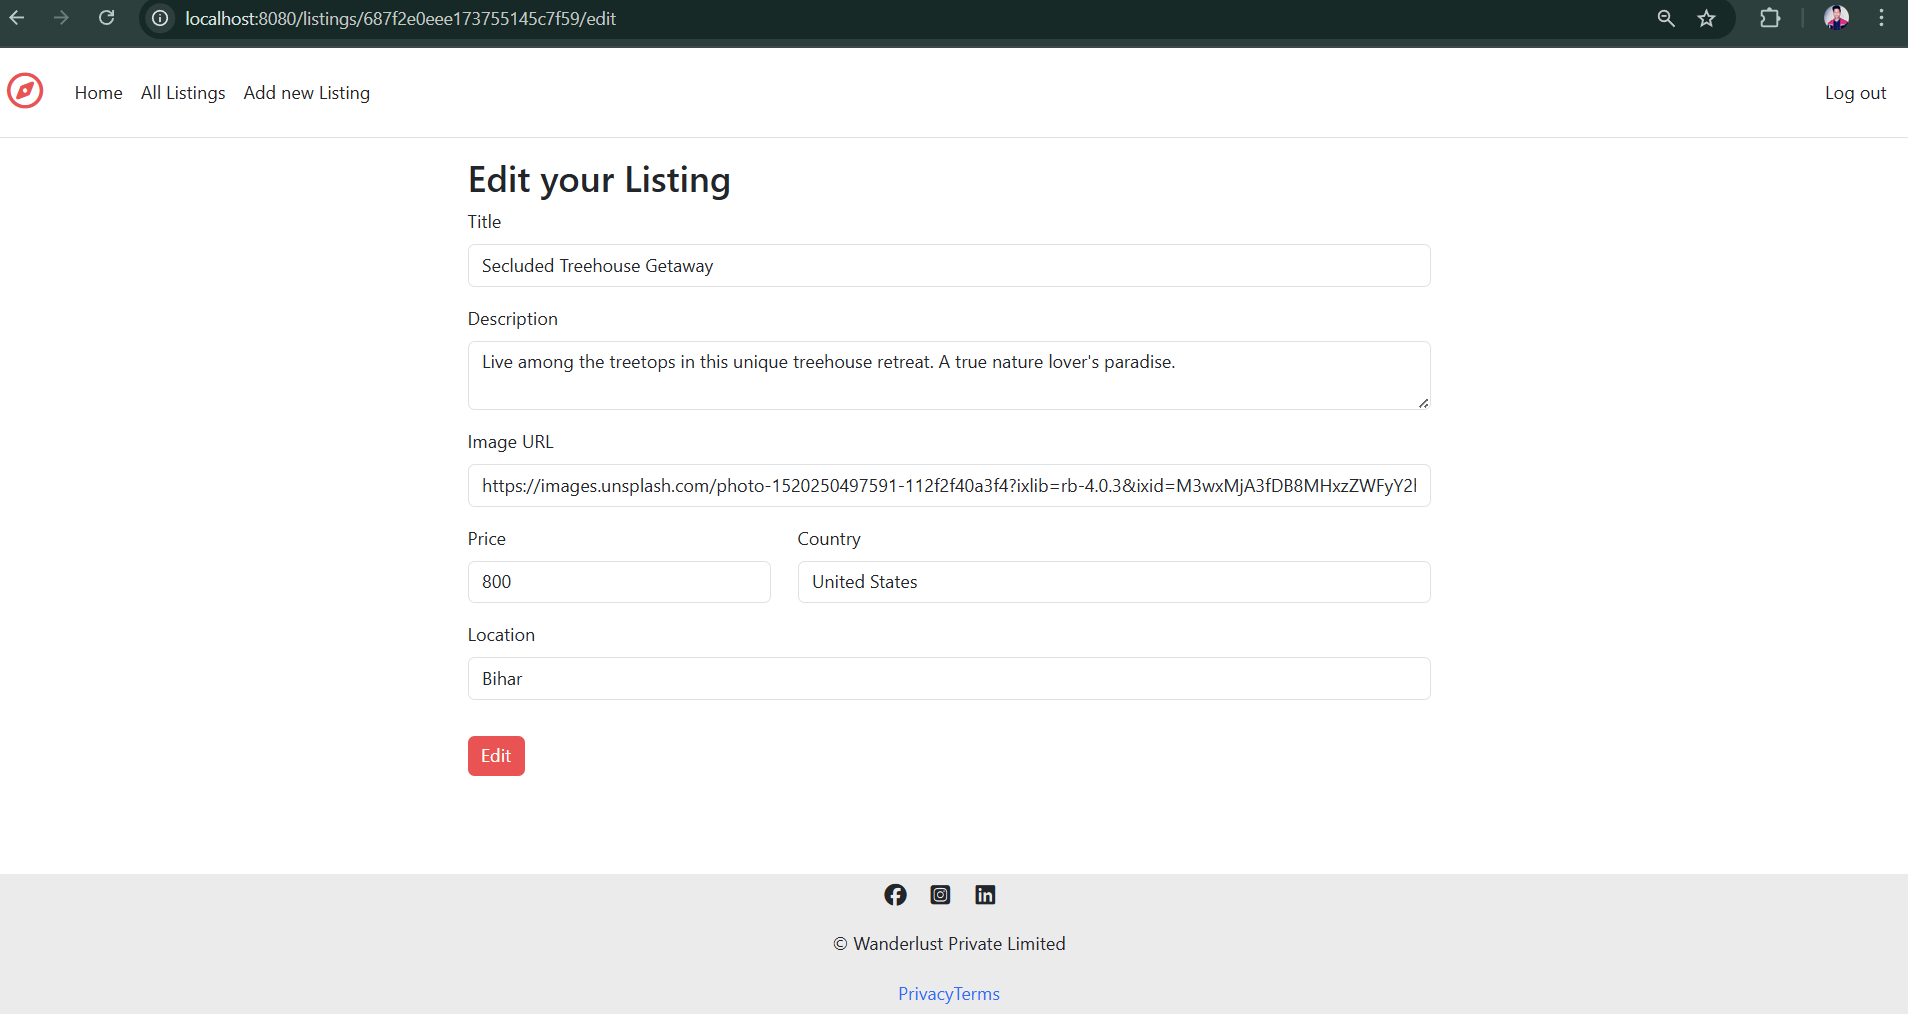 localhost:8080/listings/687f2e0eee173755145c7f59/edit
Home All Listings Add new Listing Log out
Edit your Listing
Title
Secluded Treehouse Getaway
Description
Live among the treetops in this unique treehouse retreat. A true nature lover's paradise.
Image URL
https://images.unsplash.com/photo-1520250497591-112f2f40a3f4?ixlib=rb-4.0.3&ixid=M3wxMjA3fDB8MHxzZWFyY2l
Price Country
800 United States
Location
Bihar
Edit
© Wanderlust Private Limited
PrivacyTerms